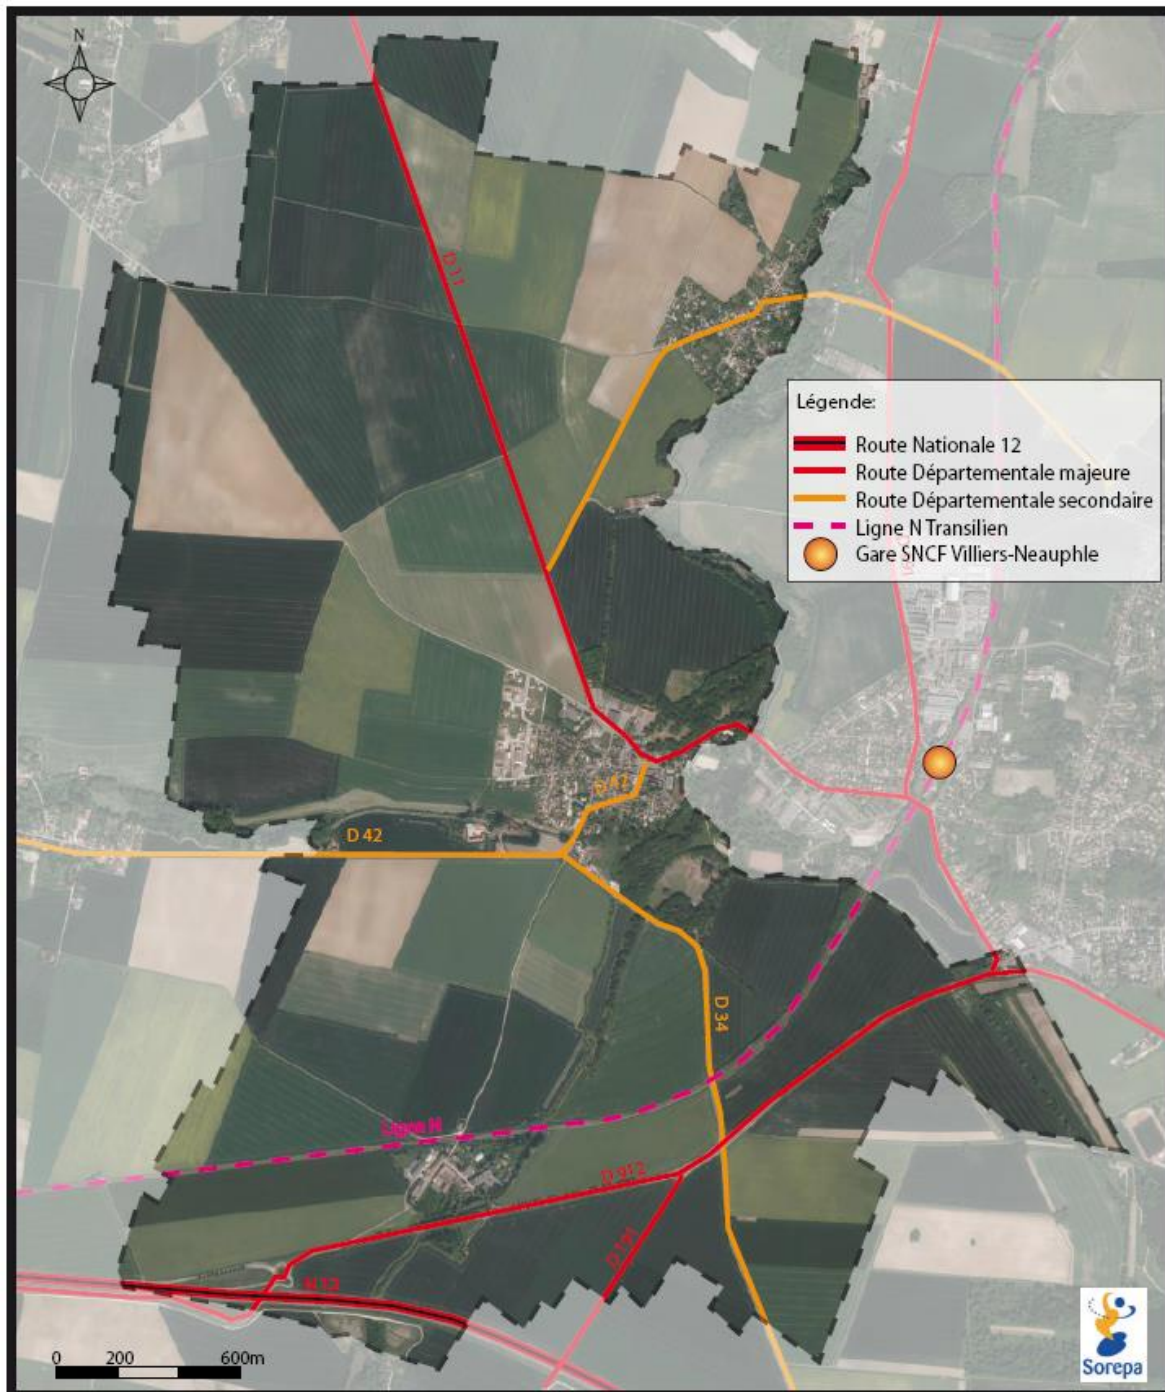 N
D 11
Légende:
Route Nationale 12
Route Départementale majeure
Route Départementale secondaire
Ligne N Transilien
Gare SNCF Villiers-Neauphle
D 42
D 42
D 34
Ligne N
D 912
D 191
N 12
0 200 600m
Sorepa